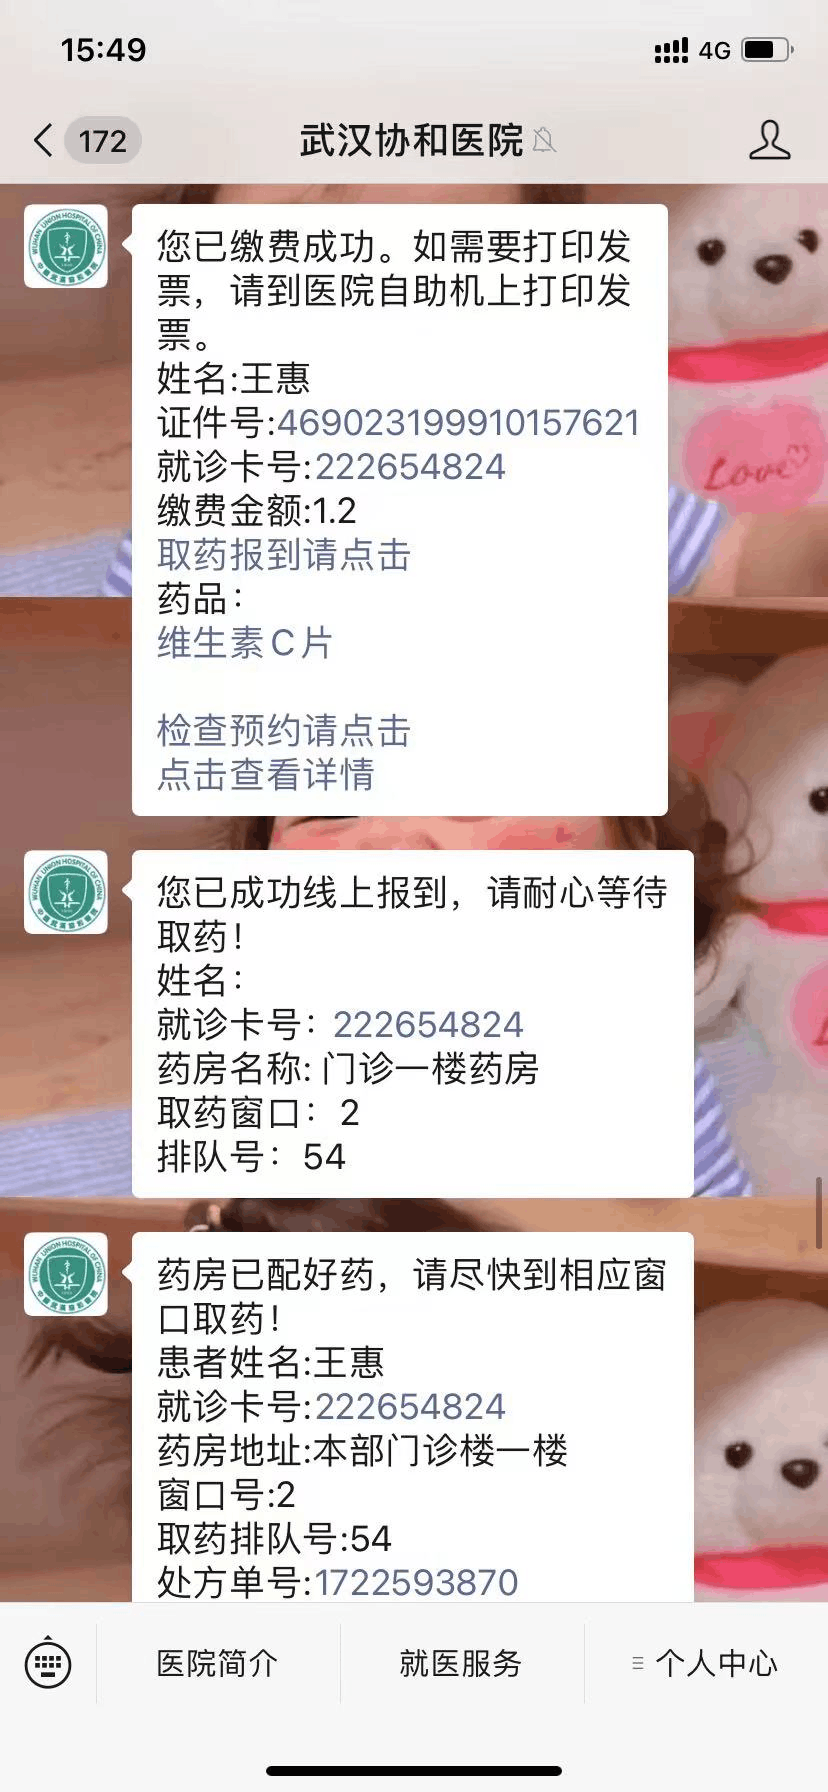 15:49
4G
172
武汉协和医院
您已缴费成功。如需要打印发
票，请到医院自助机上打印发
票。
姓名:王惠
证件号:469023199910157621
就诊卡号:222654824
缴费金额:1.2
取药报到请点击
药品：
维生素C片
检查预约请点击
点击查看详情
Love
您已成功线上报到，请耐心等待
取药！
姓名：
就诊卡号：222654824
药房名称: 门诊一楼药房
取药窗口：2
排队号：54
药房已配好药，请尽快到相应窗
口取药！
患者姓名:王惠
就诊卡号:222654824
药房地址:本部门诊楼一楼
窗口号:2
取药排队号:54
处方单号:1722593870
医院简介
就医服务
个人中心